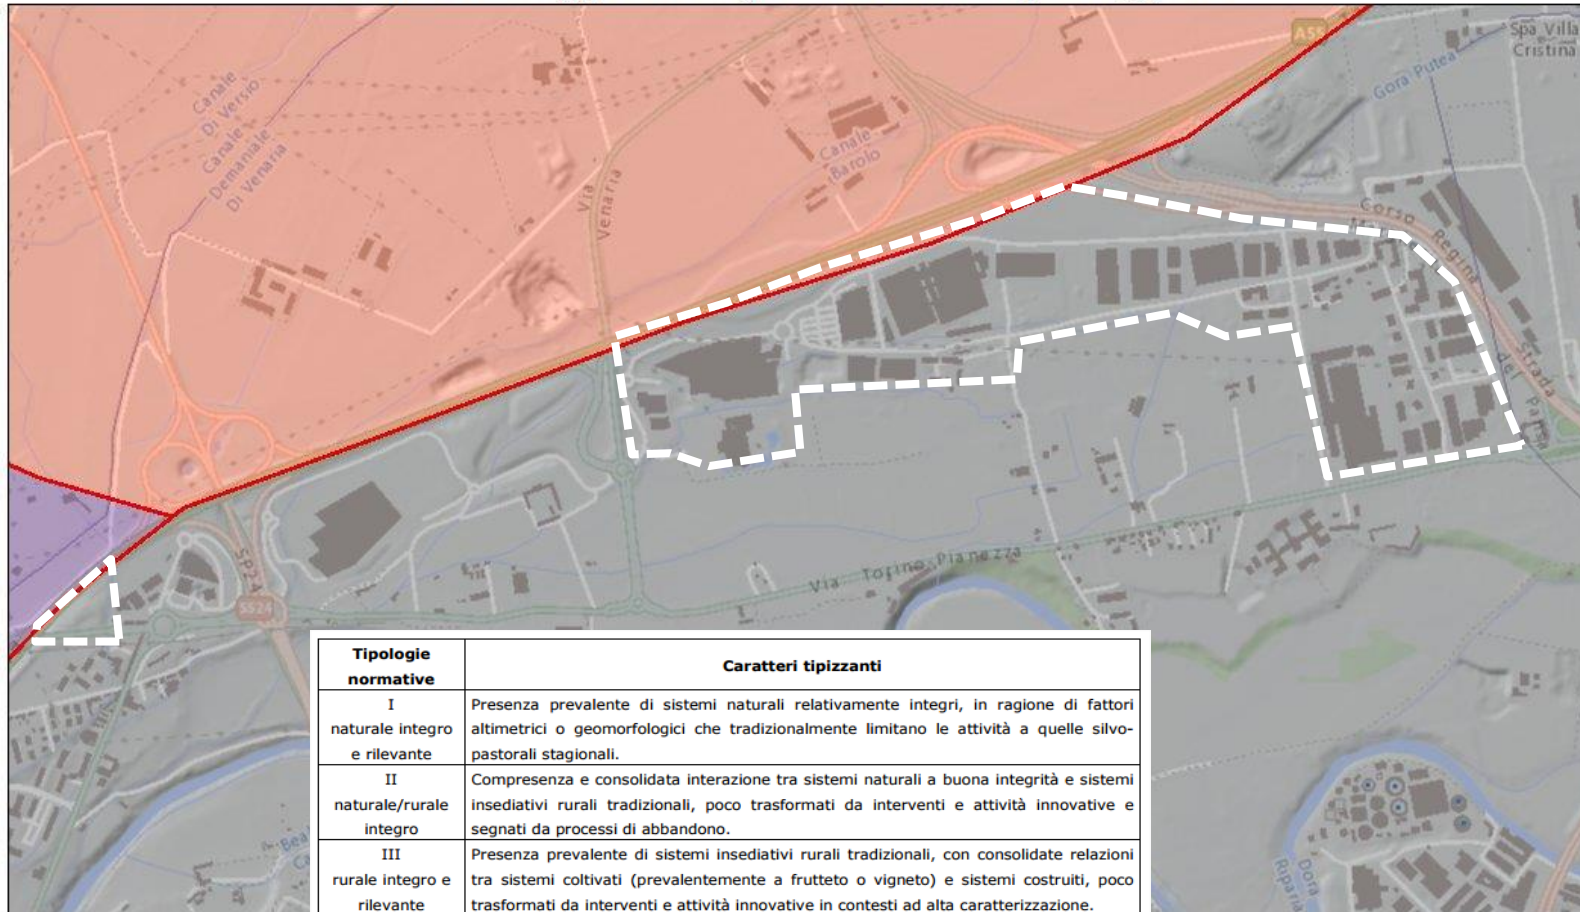 A55
Spa Villa
Cristina
Gora Putea
Canale
Di Versio
Canale
Demaniale
Di Venaria
Via
Venaria
Canale
Barolo
Corso Regina
Strada
del Pansa
SP24
SS24
Via Torino Pianezza
Dora
Riparia
Tipologie
normative
Caratteri tipizzanti
I
naturale integro
e rilevante
Presenza prevalente di sistemi naturali relativamente integri, in ragione di fattori
altimetrici o geomorfologici che tradizionalmente limitano le attività a quelle silvo-
pastorali stagionali.
II
naturale/rurale
integro
Compresenza e consolidata interazione tra sistemi naturali a buona integrità e sistemi
insediativi rurali tradizionali, poco trasformati da interventi e attività innovative e
segnati da processi di abbandono.
III
rurale integro e
rilevante
Presenza prevalente di sistemi insediativi rurali tradizionali, con consolidate relazioni
tra sistemi coltivati (prevalentemente a frutteto o vigneto) e sistemi costruiti, poco
trasformati da interventi e attività innovative in contesti ad alta caratterizzazione.